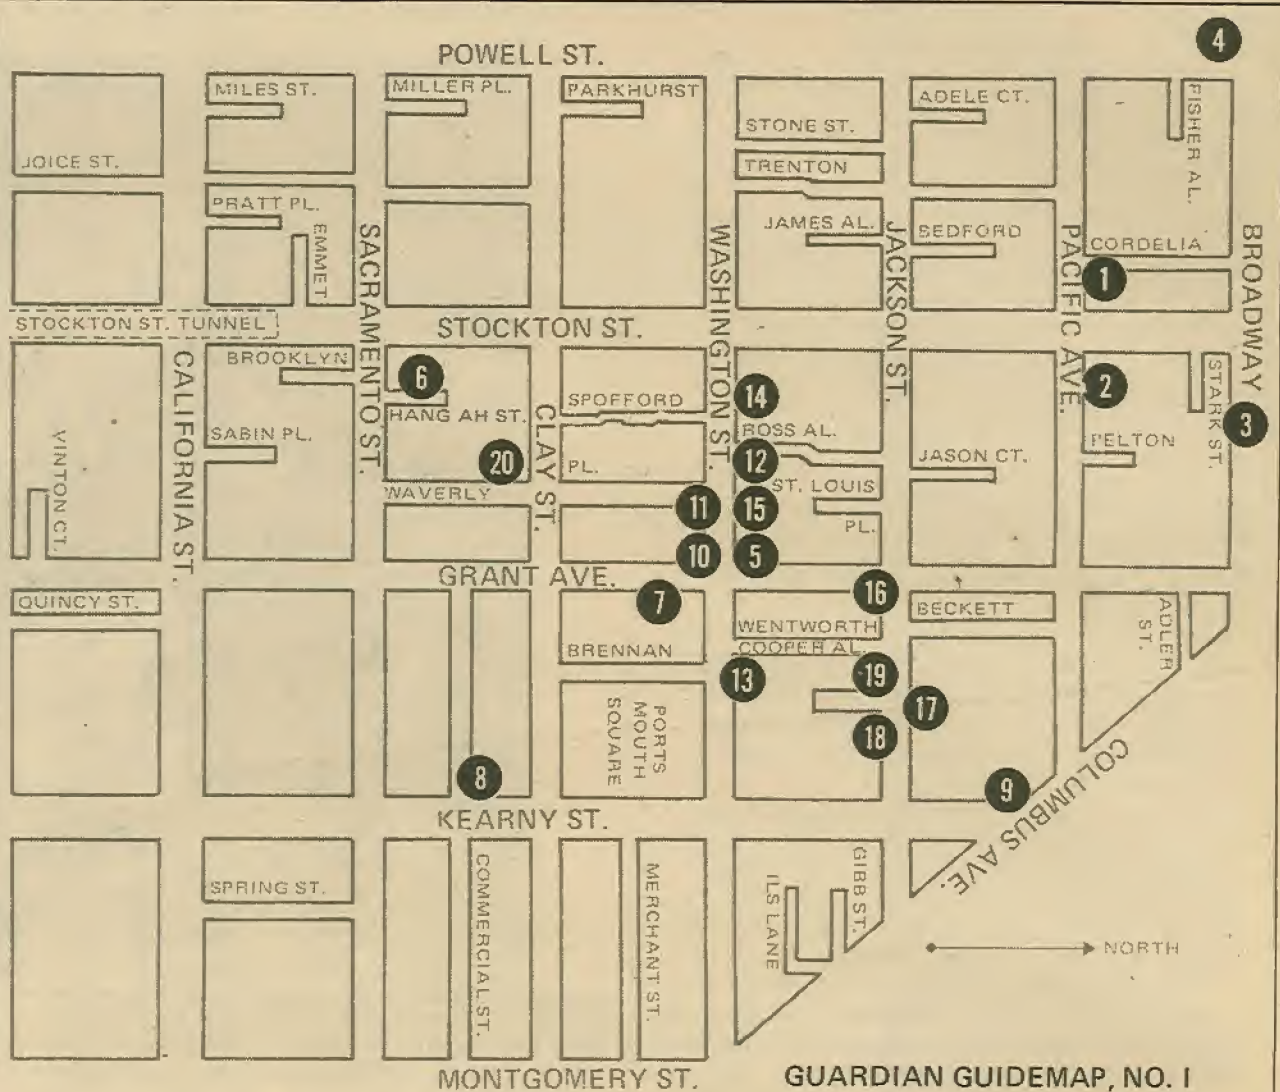 4
POWELL ST.
MILES ST.
MILLER PL.
PARKHURST
STONE ST.
ADELE CT.
FISHER AL.
JOICE ST.
TRENTON
PRATT PL.
EMMET
SACRAMENTO ST.
WASHINGTON ST.
JAMES AL.
JACKSON ST.
BEDFORD
PACIFIC AVE.
CORDELIA
BROADWAY
1
STOCKTON ST. TUNNEL
STOCKTON ST.
CALIFORNIA ST.
BROOKLYN
6
HANG AH ST.
CLAY ST.
SPOFFORD
PL.
14
ROSS AL.
2
STARK ST.
3
VINTON CT.
SABIN PL.
20
12
JASON CT.
PELTON
WAVERLY
11
15
ST. LOUIS
PL.
10
5
GRANT AVE.
QUINCY ST.
7
16
BECKETT
ADLER ST.
WENTWORTH
BRENNAN
COOPER AL.
13
19
17
18
PORTS
MOUTH
SQUARE
8
9
COLUMBUS AVE.
KEARNY ST.
SPRING ST.
COMMERCIAL ST.
MERCHANT ST.
ILS LANE
GIBB ST.
NORTH
MONTGOMERY ST.
GUARDIAN GUIDEMAP, NO. I